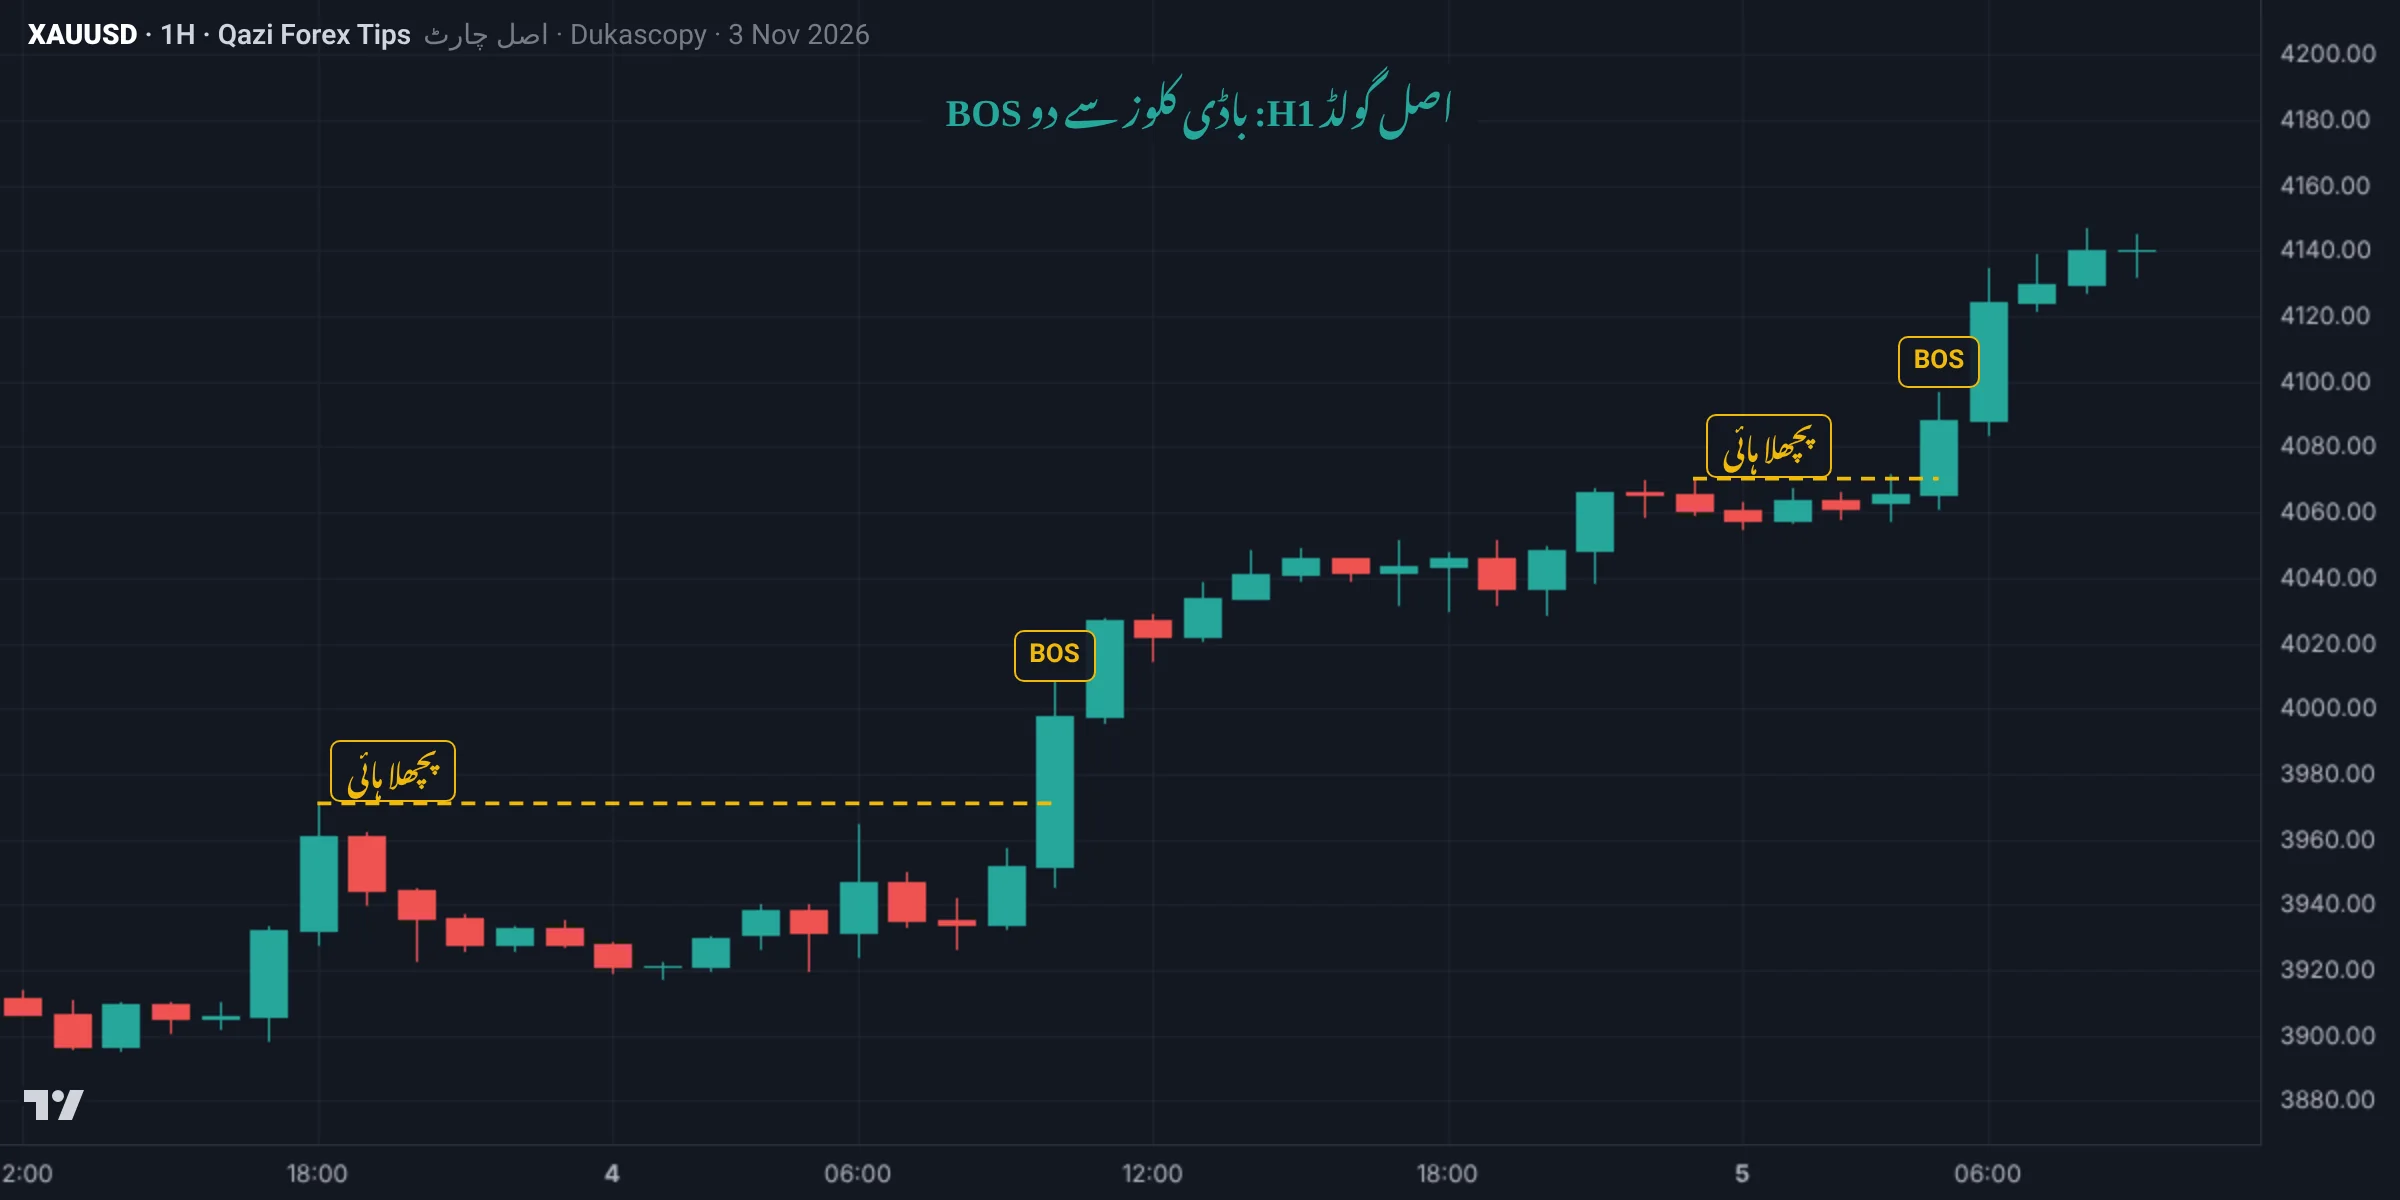 XAUUSD · 1H · Qazi Forex Tips اصل چارٹ · Dukascopy · 3 Nov 2026
اصل گولڈ H1: باڈی کلوز سے دو BOS
4200.00
4180.00
4160.00
4140.00
4120.00
BOS
4100.00
پچھلا ہائی
4080.00
4060.00
4040.00
4020.00
BOS
4000.00
پچھلا ہائی
3980.00
3960.00
3940.00
3920.00
3900.00
3880.00
2:00 18:00 4 06:00 12:00 18:00 5 06:00